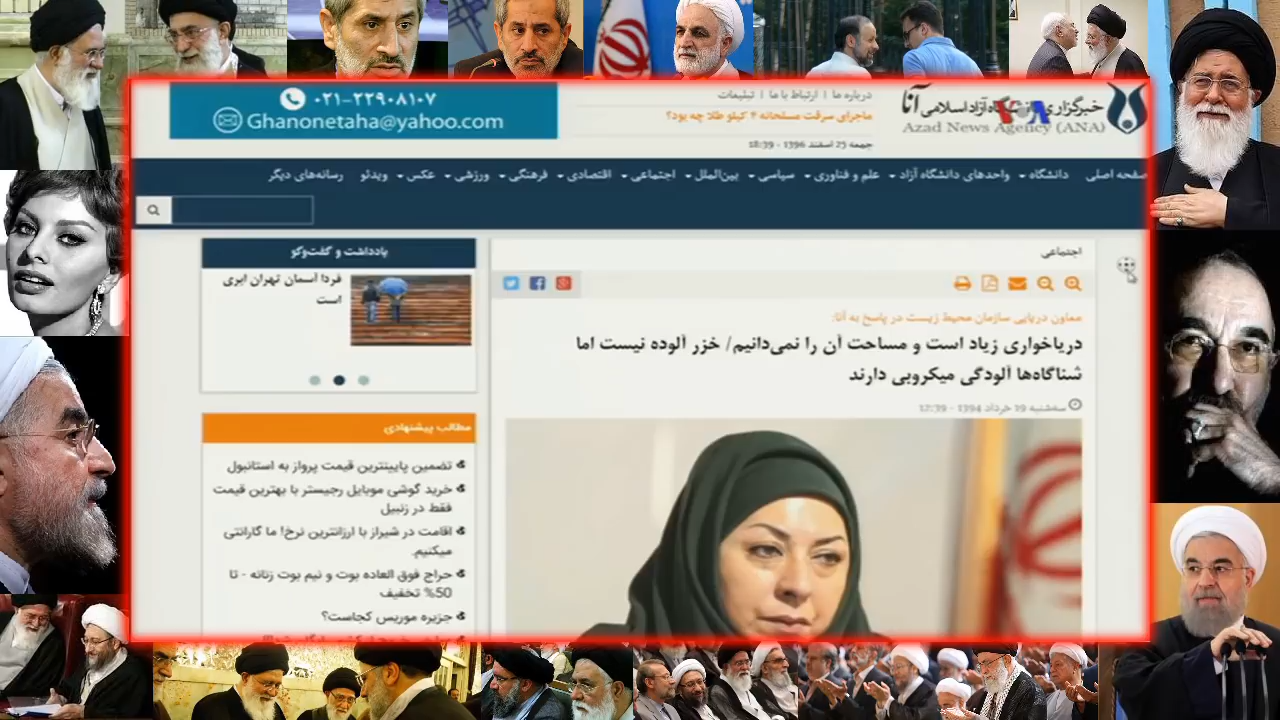 ۰۲۱-۲۲۹۰۸۱۰۷
Ghanonetaha@yahoo.com
درباره ما | ارتباط با ما | تبلیغات
ماجرای سرقت مسلحانه ۴ کیلو طلا چه بود؟
جمعه 25 اسفند 1396 - 18:39
خبرگزاری دانشگاه آزاد اسلامی آنا
VOA
Azad News Agency (ANA)
صفحه اصلی دانشگاه واحدهای دانشگاه آزاد علم و فناوری سیاسی بین‌الملل اجتماعی اقتصادی فرهنگی ورزشی عکس ویدئو رسانه‌های دیگر
اجتماعی
معاون دریایی سازمان محیط زیست در پاسخ به آنا:
دریاخواری زیاد است و مساحت آن را نمی‌دانیم/ خزر آلوده نیست اما
شناگاه‌ها آلودگی میکروبی دارند
سه‌شنبه 19 خرداد 1394 - 12:39
یادداشت و گفت‌وگو
فردا آسمان تهران ابری
است
مطالب پیشنهادی
تضمین پایینترین قیمت پرواز به استانبول
خرید گوشی موبایل رجیستر با بهترین قیمت
فقط در زنبیل
اقامت در شیراز با ارزانترین نرخ! ما گارانتی
میکنیم.
حراج فوق العاده بوت و نیم بوت زنانه - تا
50% تخفیف
جزیره موریس کجاست؟